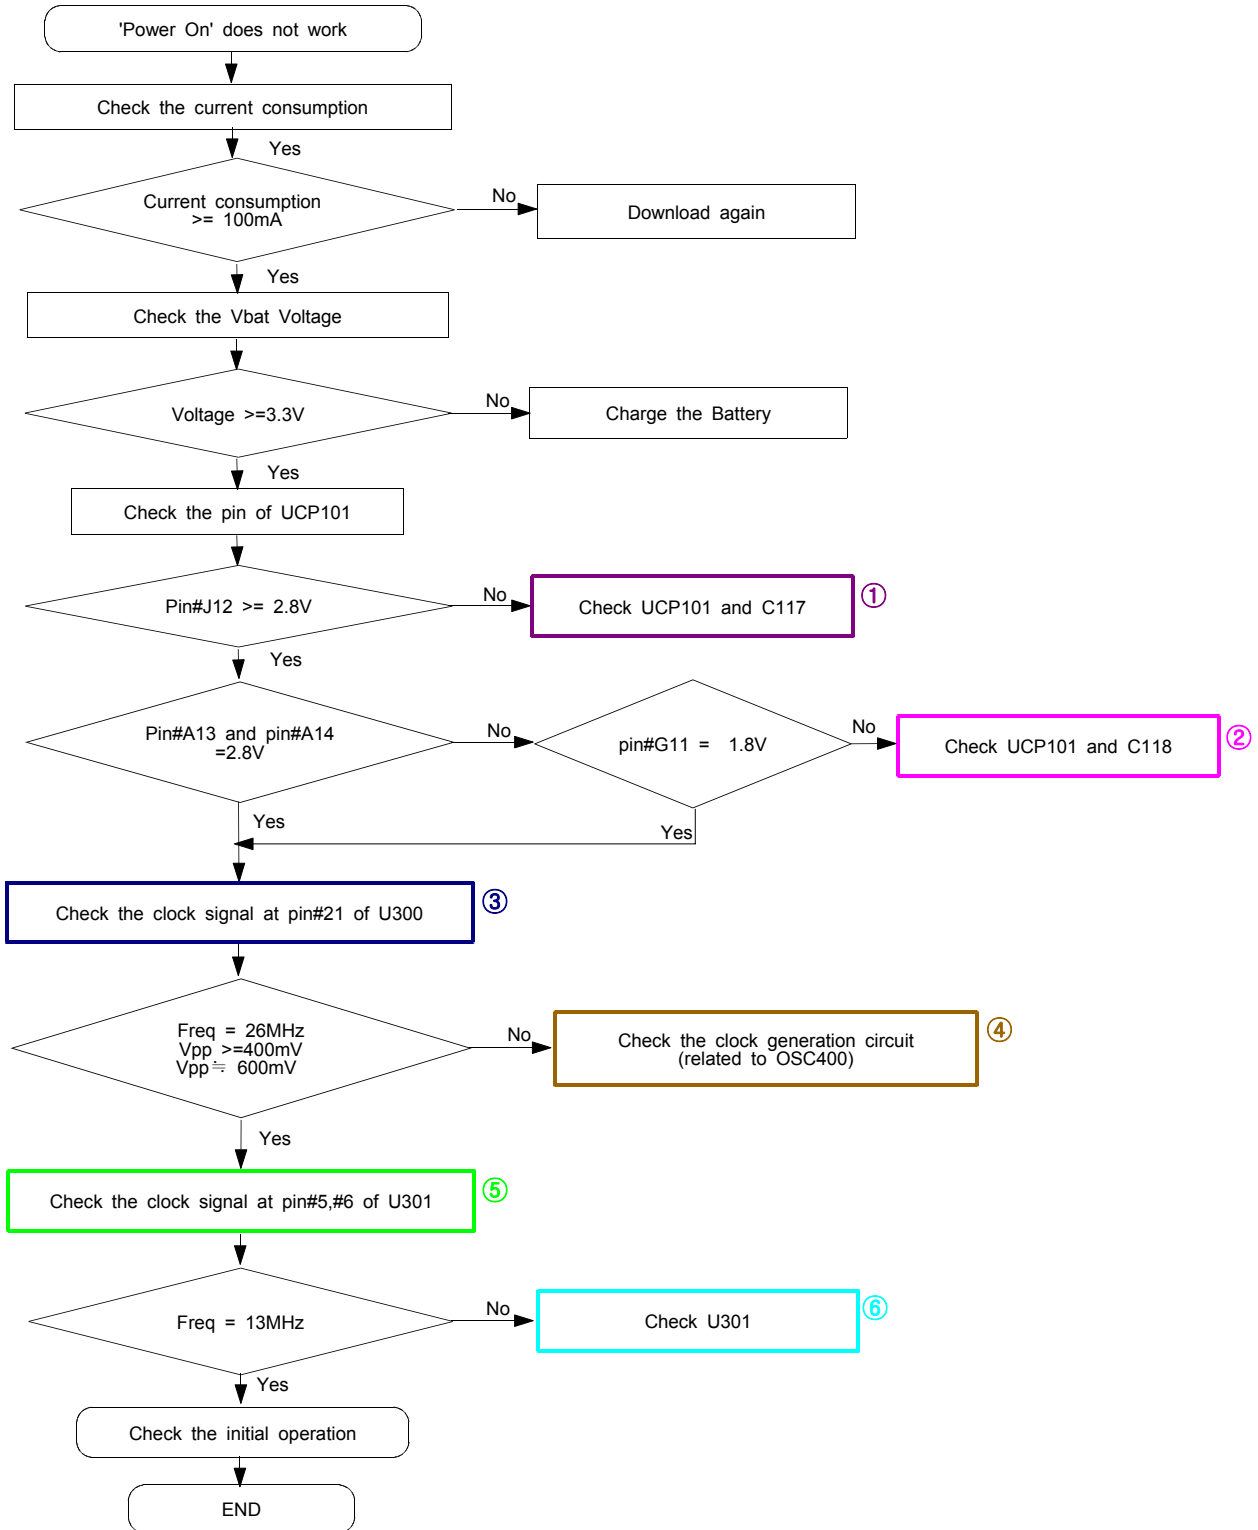 'Power On' does not work
Check the current consumption
Yes
Current consumption
>= 100mA
No
Download again
Yes
Check the Vbat Voltage
Voltage >=3.3V
No
Charge the Battery
Yes
Check the pin of UCP101
Pin#J12 >= 2.8V
No
Check UCP101 and C117
①
Yes
Pin#A13 and pin#A14
=2.8V
No
pin#G11 = 1.8V
No
Check UCP101 and C118
②
Yes
Yes
Check the clock signal at pin#21 of U300
③
Freq = 26MHz
Vpp >=400mV
Vpp≒ 600mV
No
Check the clock generation circuit
(related to OSC400)
④
Yes
Check the clock signal at pin#5,#6 of U301
⑤
Freq = 13MHz
No
Check U301
⑥
Yes
Check the initial operation
END